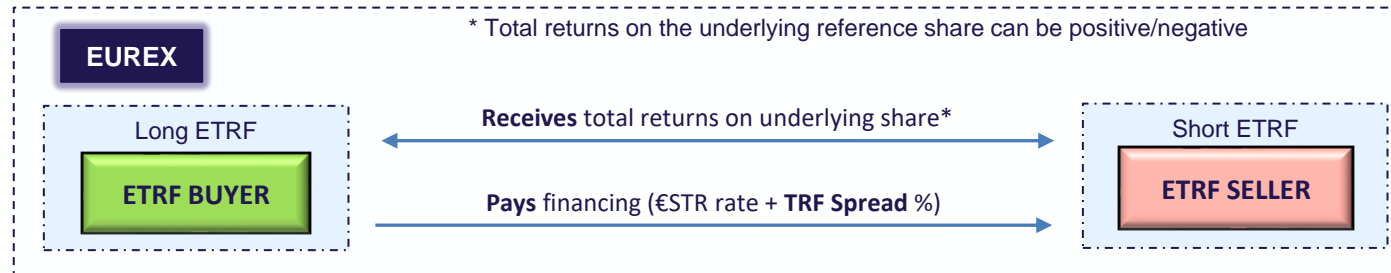 * Total returns on the underlying reference share can be positive/negative
EUREX
Long ETRF
ETRF BUYER
Receives total returns on underlying share*
Pays financing (€STR rate + TRF Spread %)
Short ETRF
ETRF SELLER